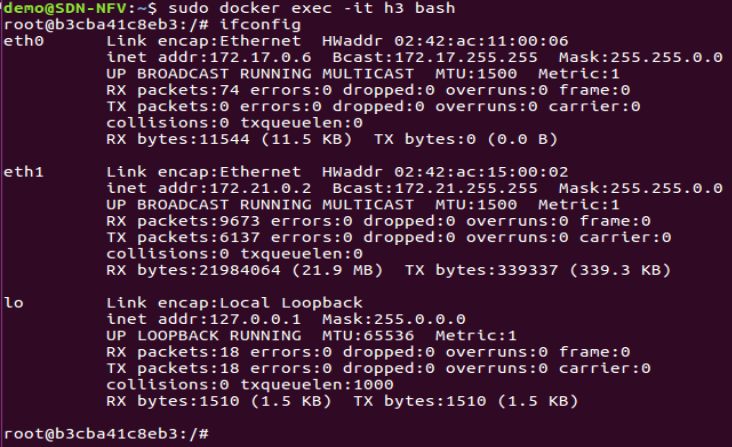 demo@SDN-NFV:~$ sudo docker exec -it h3 bash
root@b3cba41c8eb3:/# ifconfig
eth0      Link encap:Ethernet  HWaddr 02:42:ac:11:00:06
          inet addr:172.17.0.6  Bcast:172.17.255.255  Mask:255.255.0.0
          UP BROADCAST RUNNING MULTICAST  MTU:1500  Metric:1
          RX packets:74 errors:0 dropped:0 overruns:0 frame:0
          TX packets:0 errors:0 dropped:0 overruns:0 carrier:0
          collisions:0 txqueuelen:0
          RX bytes:11544 (11.5 KB)  TX bytes:0 (0.0 B)
eth1      Link encap:Ethernet  HWaddr 02:42:ac:15:00:02
          inet addr:172.21.0.2  Bcast:172.21.255.255  Mask:255.255.0.0
          UP BROADCAST RUNNING MULTICAST  MTU:1500  Metric:1
          RX packets:9673 errors:0 dropped:0 overruns:0 frame:0
          TX packets:6137 errors:0 dropped:0 overruns:0 carrier:0
          collisions:0 txqueuelen:0
          RX bytes:21984064 (21.9 MB)  TX bytes:339337 (339.3 KB)
lo        Link encap:Local Loopback
          inet addr:127.0.0.1  Mask:255.0.0.0
          UP LOOPBACK RUNNING  MTU:65536  Metric:1
          RX packets:18 errors:0 dropped:0 overruns:0 frame:0
          TX packets:18 errors:0 dropped:0 overruns:0 carrier:0
          collisions:0 txqueuelen:1000
          RX bytes:1510 (1.5 KB)  TX bytes:1510 (1.5 KB)
root@b3cba41c8eb3:/#